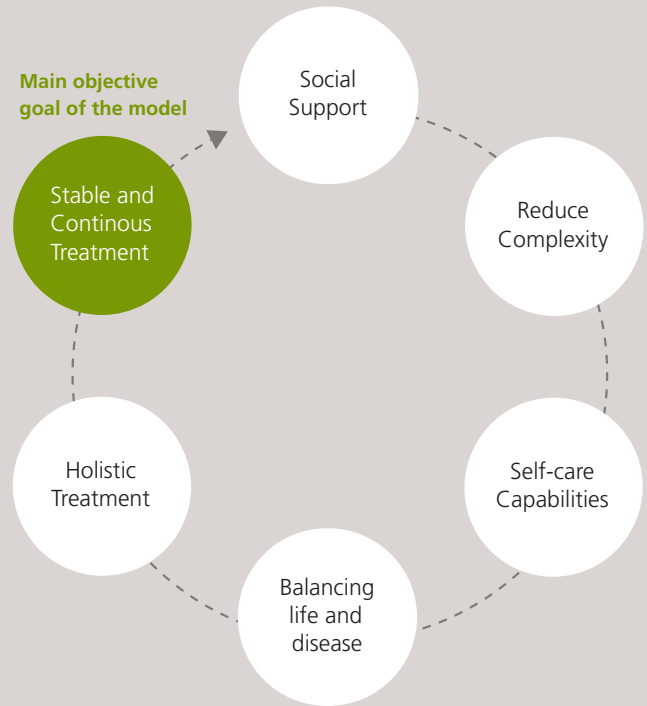 Main objective
goal of the model
Social
Support
Stable and
Continous
Treatment
Reduce
Complexity
Holistic
Treatment
Self-care
Capabilities
Balancing
life and
disease